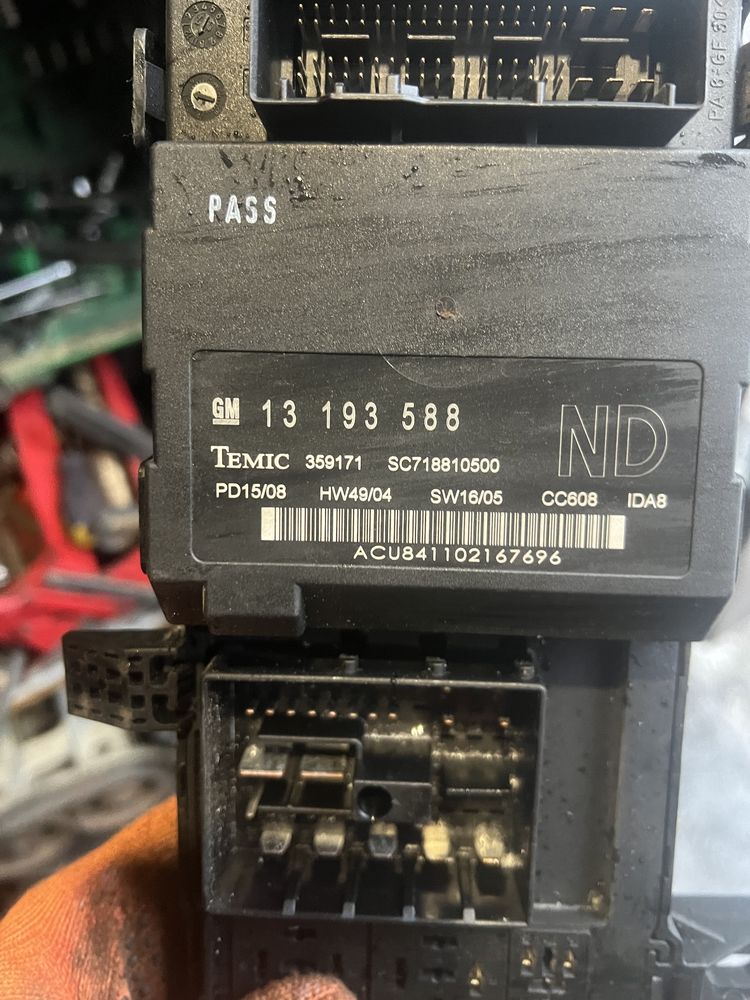 PASS
GM 13 193 588
ND
TEMIC 359171 SC718810500
PD15/08 HW49/04 SW16/05 CC608 IDA8
ACU841102167696